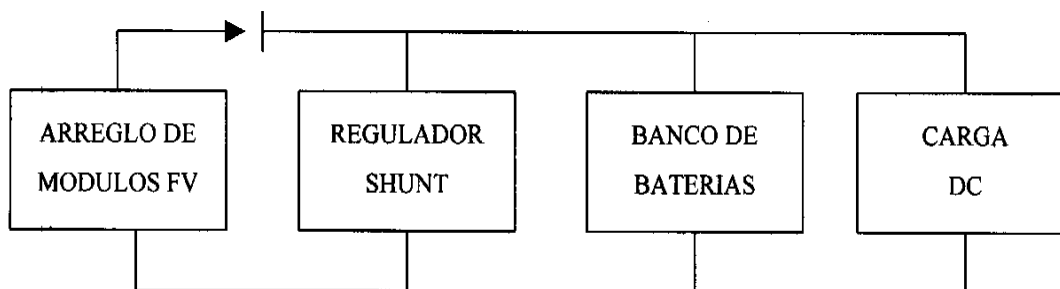 ARREGLO DE
MODULOS FV
REGULADOR
SHUNT
BANCO DE
BATERIAS
CARGA
DC